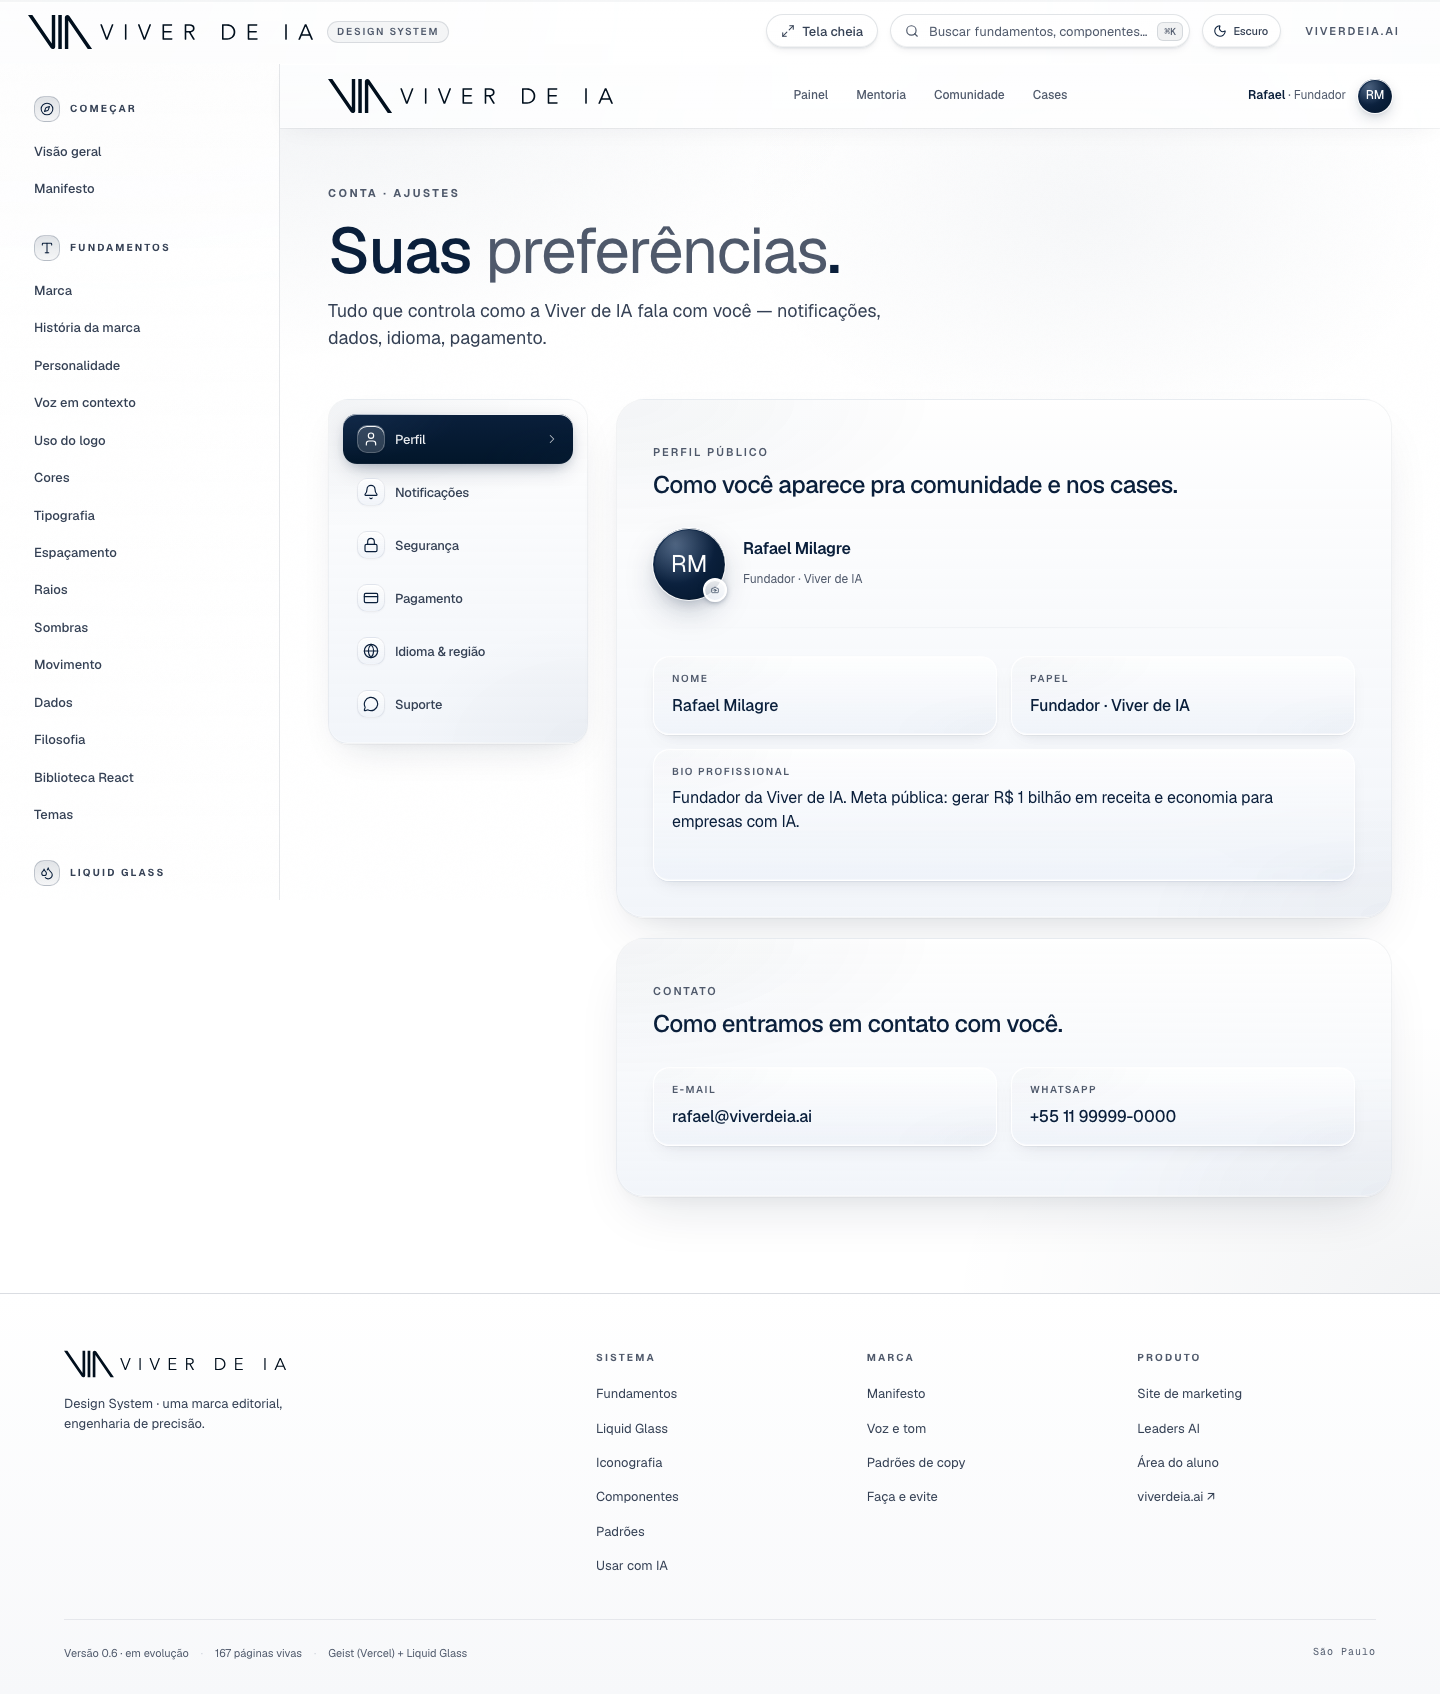 VIVER DE IA
DESIGN SYSTEM
Tela cheia
Buscar fundamentos, componentes…
⌘K
Escuro
VIVERDEIA.AI
COMEÇAR
Visão geral
Manifesto
FUNDAMENTOS
Marca
História da marca
Personalidade
Voz em contexto
Uso do logo
Cores
Tipografia
Espaçamento
Raios
Sombras
Movimento
Dados
Filosofia
Biblioteca React
Temas
LIQUID GLASS
VIVER DE IA
Painel
Mentoria
Comunidade
Cases
Rafael · Fundador
RM
CONTA · AJUSTES
Suas preferências.
Tudo que controla como a Viver de IA fala com você — notificações,
dados, idioma, pagamento.
Perfil
Notificações
Segurança
Pagamento
Idioma & região
Suporte
PERFIL PÚBLICO
Como você aparece pra comunidade e nos cases.
RM
Rafael Milagre
Fundador · Viver de IA
NOME
Rafael Milagre
PAPEL
Fundador · Viver de IA
BIO PROFISSIONAL
Fundador da Viver de IA. Meta pública: gerar R$ 1 bilhão em receita e economia para
empresas com IA.
CONTATO
Como entramos em contato com você.
E-MAIL
rafael@viverdeia.ai
WHATSAPP
+55 11 99999-0000
VIVER DE IA
Design System · uma marca editorial,
engenharia de precisão.
SISTEMA
Fundamentos
Liquid Glass
Iconografia
Componentes
Padrões
Usar com IA
MARCA
Manifesto
Voz e tom
Padrões de copy
Faça e evite
PRODUTO
Site de marketing
Leaders AI
Área do aluno
viverdeia.ai ↗
Versão 0.6 · em evolução · 167 páginas vivas · Geist (Vercel) + Liquid Glass
São Paulo